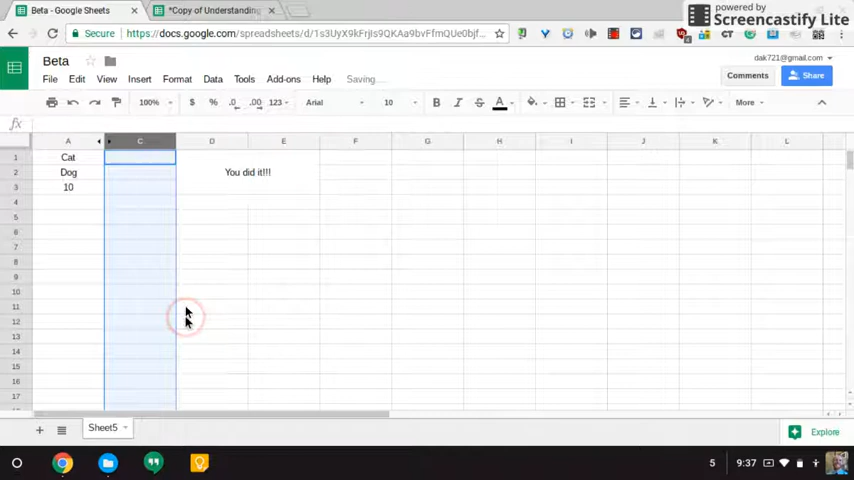 Beta - Google Sheets
*Copy of Understanding
powered by
Screencastify Lite
Secure
https://docs.google.com/spreadsheets/d/1s3UyX9kFrjIs9QKAa9bvFfmQUe0bjf...
Beta
dak721@gmail.com
File Edit View Insert Format Data Tools Add-ons Help Saving...
Comments
Share
100% $ % .0 .00 123 Arial 10 B I S A More
fx
A C D E F G H I J K L
1 Cat
2 Dog You did it!!!
3 10
4
5
6
7
8
9
10
11
12
13
14
15
16
17
Sheet5
Explore
5 9:37